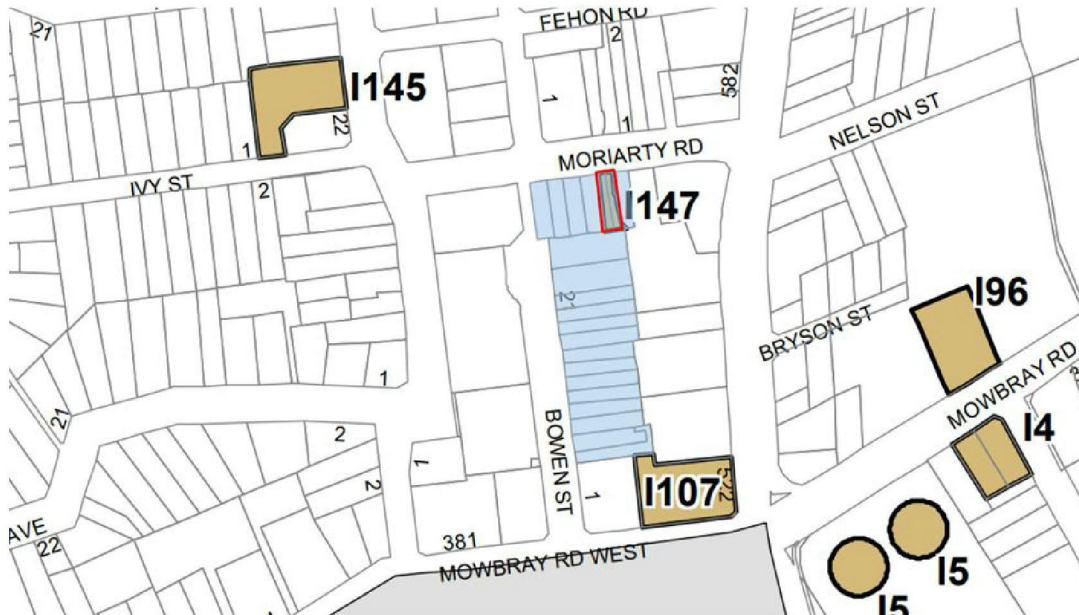 21
FEHON RD
2
I145
22
1
1
582
1
NELSON ST
MORIARTY RD
IVY ST
2
I147
21
I96
BRYSON ST
MOWBRAY RD
1
21
2
BOWEN ST
I4
1
2
I107
522
1
AVE
22
381
MOWBRAY RD WEST
I5
I5